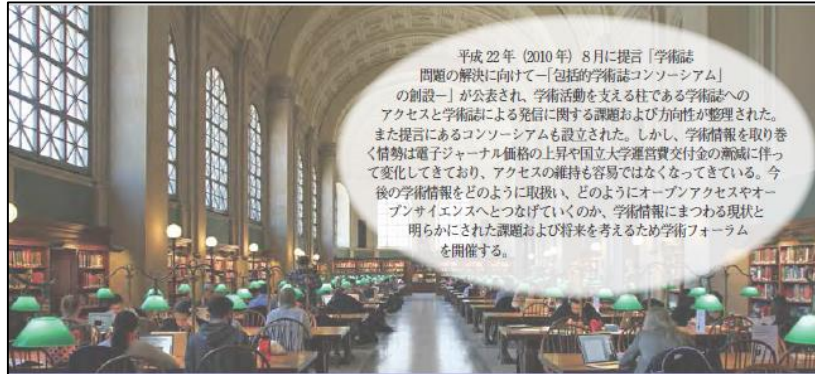 平成22年（2010年）8月に提言「学術誌
問題の解決に向けて−「包括的学術誌コンソーシアム」
の創設−」が公表され、学術活動を支える柱である学術誌への
アクセスと学術誌による発信に関する課題および方向性が整理された。
また提言にあるコンソーシアムも設立された。しかし、学術情報を取り巻
く情勢は電子ジャーナル価格の上昇や国立大学運営費交付金の漸減に伴っ
て変化してきており、アクセスの維持も容易ではなくなってきている。今
後の学術情報をどのように取扱い、どのようにオープンアクセスやオー
プンサイエンスへとつなげていくのか、学術情報にまつわる現状と
明らかにされた課題および将来を考えるため学術フォーラム
を開催する。